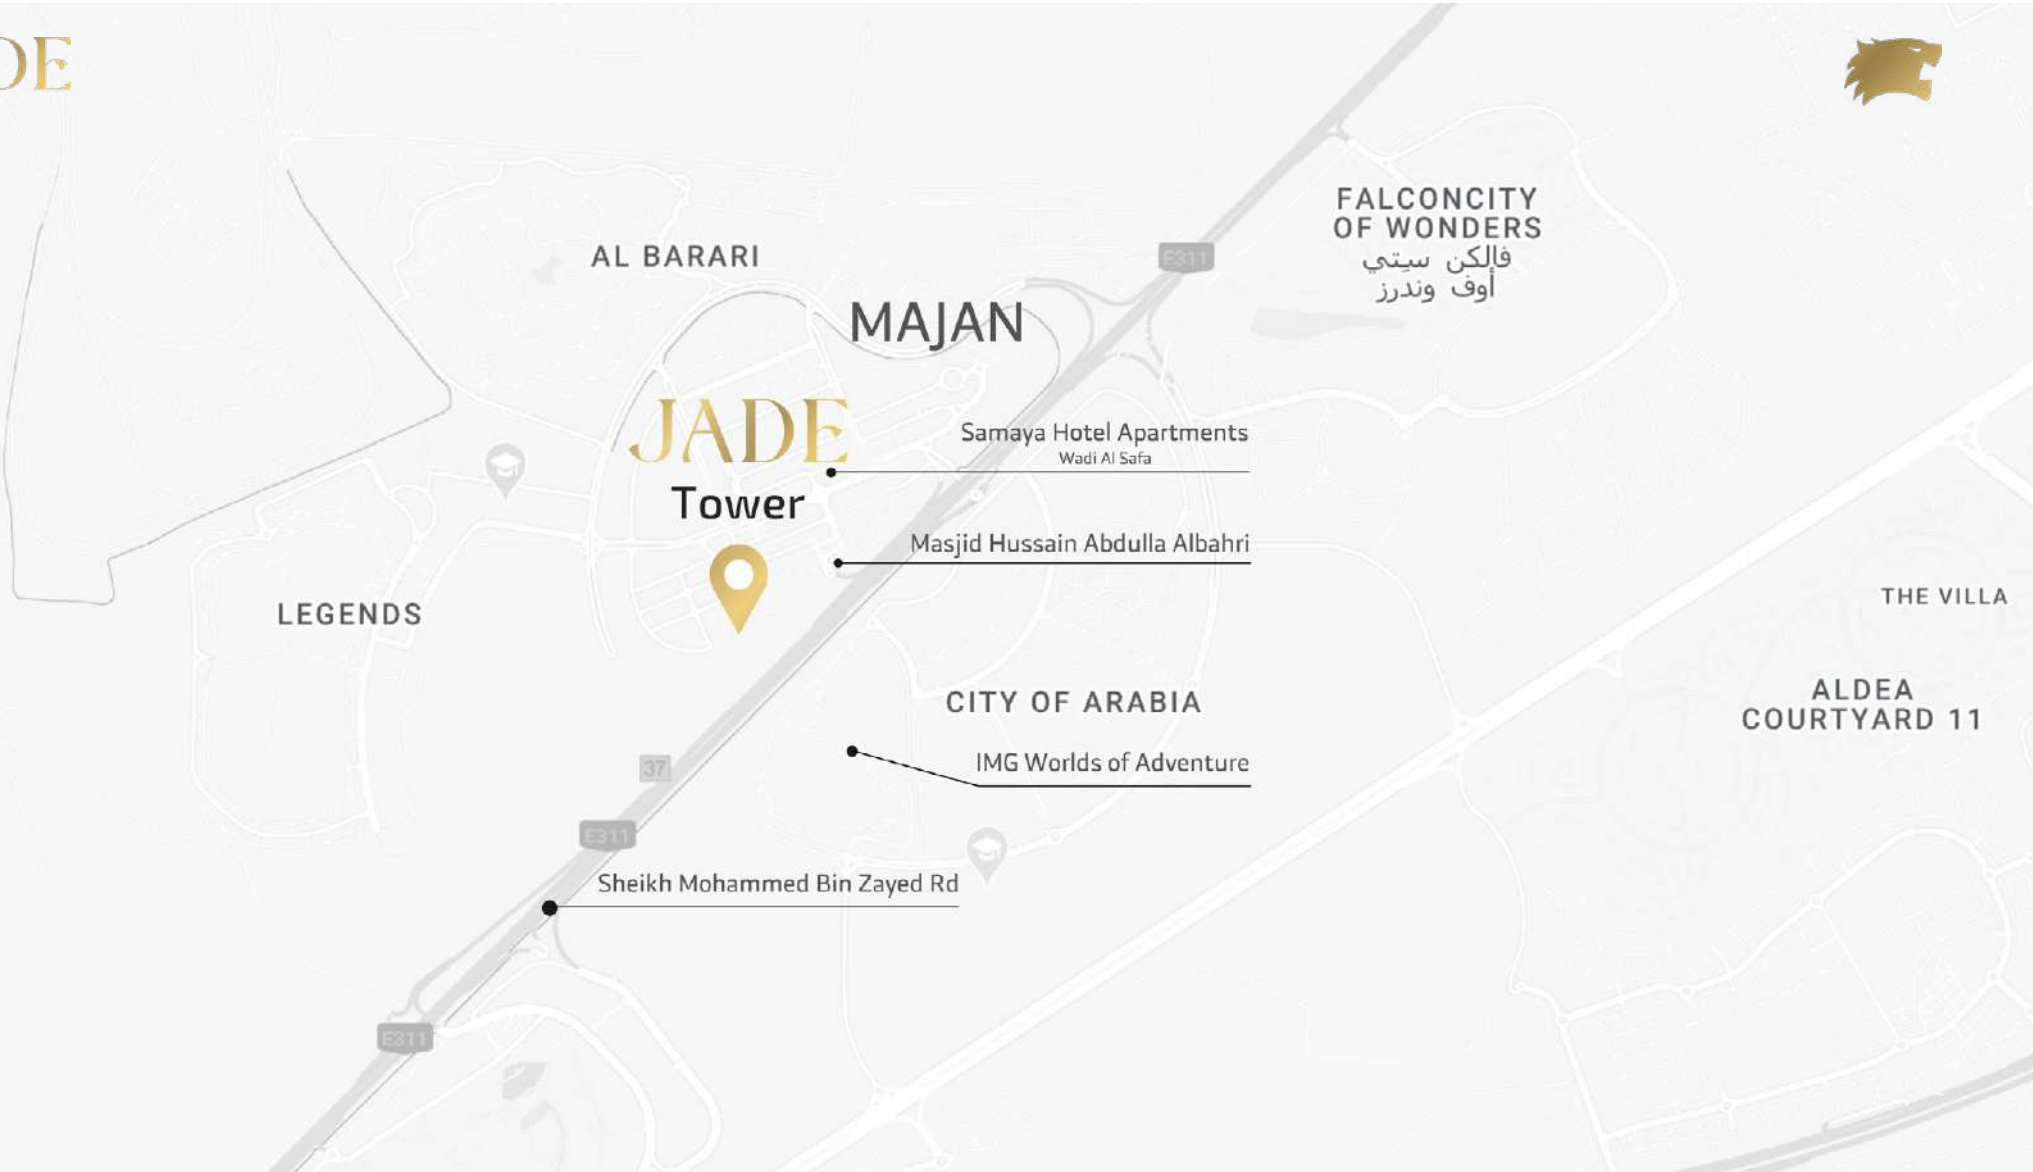 DE
FALCONCITY
OF WONDERS
فالكن سيتي
أوف وندرز
AL BARARI
E311
MAJAN
JADE
Tower
Samaya Hotel Apartments
Wadi Al Safa
Masjid Hussain Abdulla Albahri
THE VILLA
LEGENDS
CITY OF ARABIA
ALDEA
COURTYARD 11
IMG Worlds of Adventure
37
E311
Sheikh Mohammed Bin Zayed Rd
E311